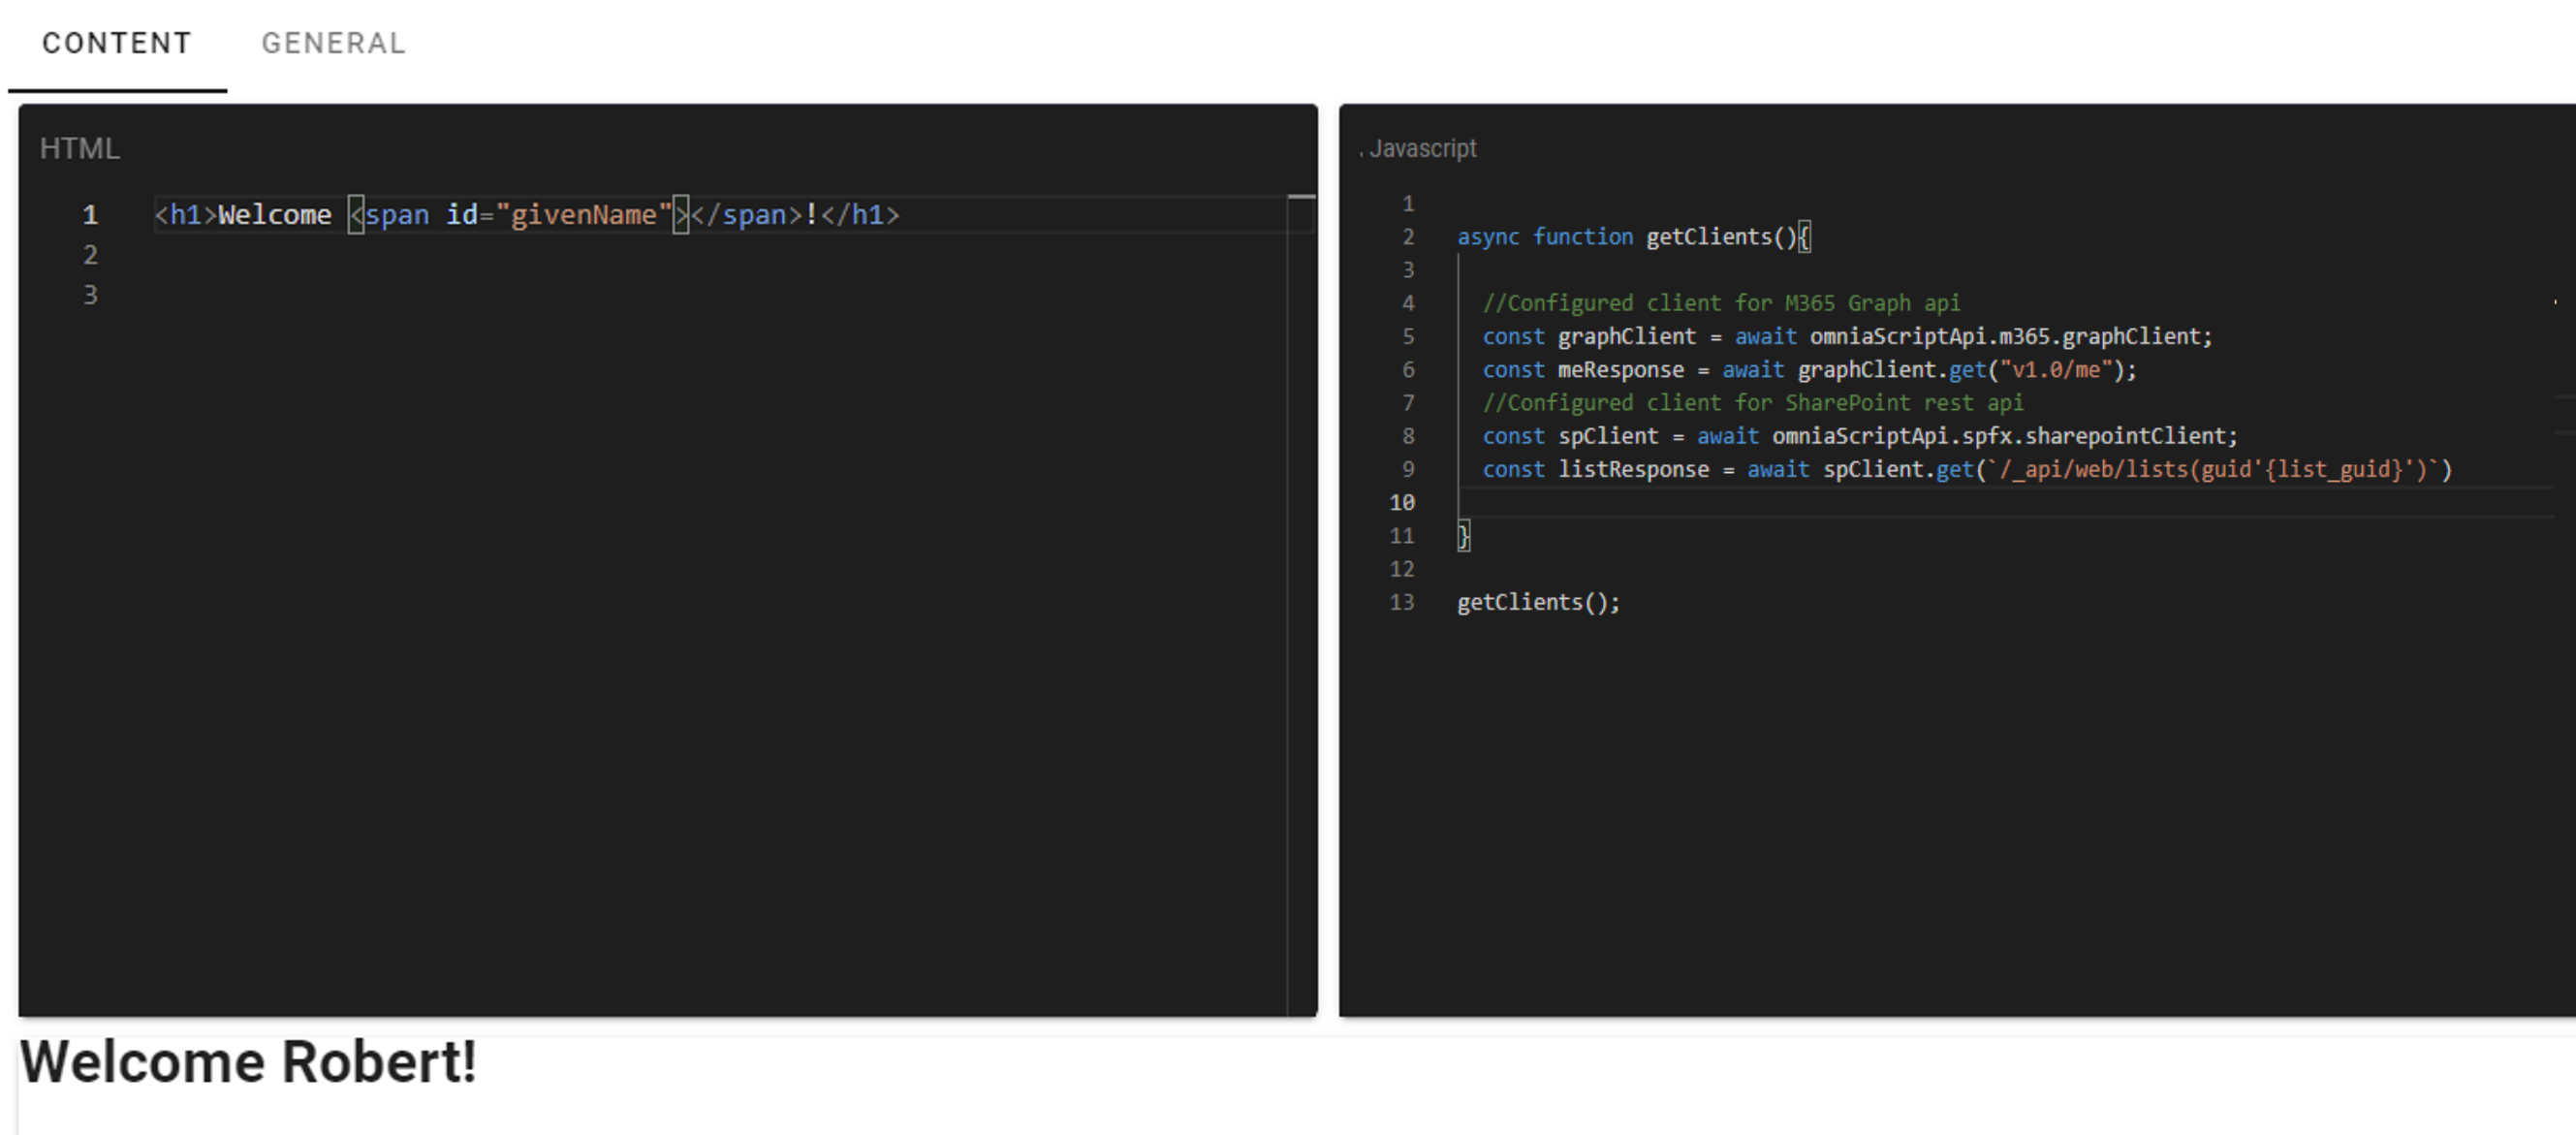 CONTENT GENERAL
HTML
1 <h1>Welcome <span id="givenName"></span>!</h1>
2
3
. Javascript
1
2 async function getClients(){
3
4 //Configured client for M365 Graph api
5 const graphClient = await omniaScriptApi.m365.graphClient;
6 const meResponse = await graphClient.get("v1.0/me");
7 //Configured client for SharePoint rest api
8 const spClient = await omniaScriptApi.spfx.sharepointClient;
9 const listResponse = await spClient.get(`/_api/web/lists(guid'{list_guid}')`)
10
11 }
12
13 getClients();
Welcome Robert!